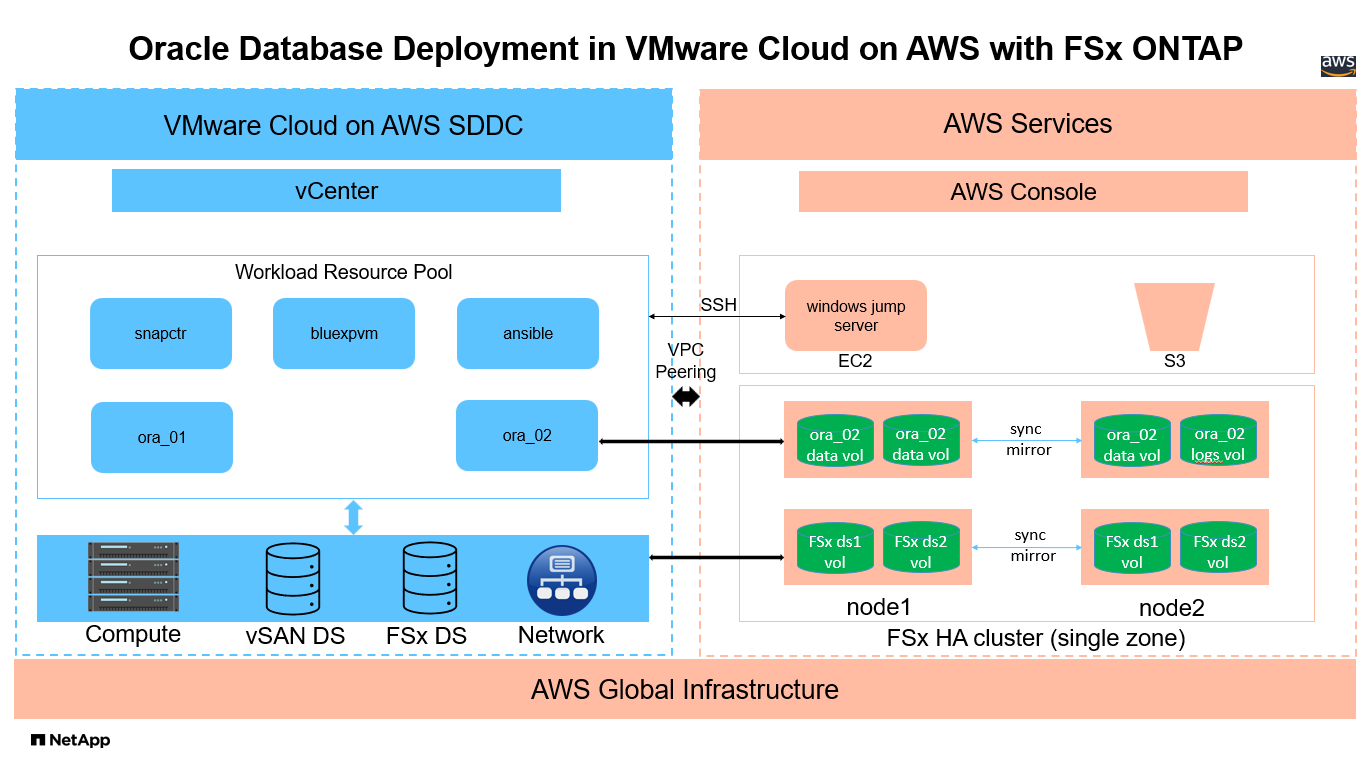 Oracle Database Deployment in VMware Cloud on AWS with FSx ONTAP
aws
VMware Cloud on AWS SDDC
AWS Services
vCenter
AWS Console
Workload Resource Pool
snapctr
bluexpvm
ansible
SSH
windows jump
server
EC2
S3
VPC
Peering
ora_01
ora_02
ora_02
data vol
ora_02
data vol
sync
mirror
ora_02
data vol
ora_02
logs vol
FSx ds1
vol
FSx ds2
vol
sync
mirror
FSx ds1
vol
FSx ds2
vol
node1
node2
Compute
vSAN DS
FSx DS
Network
FSx HA cluster (single zone)
AWS Global Infrastructure
NetApp